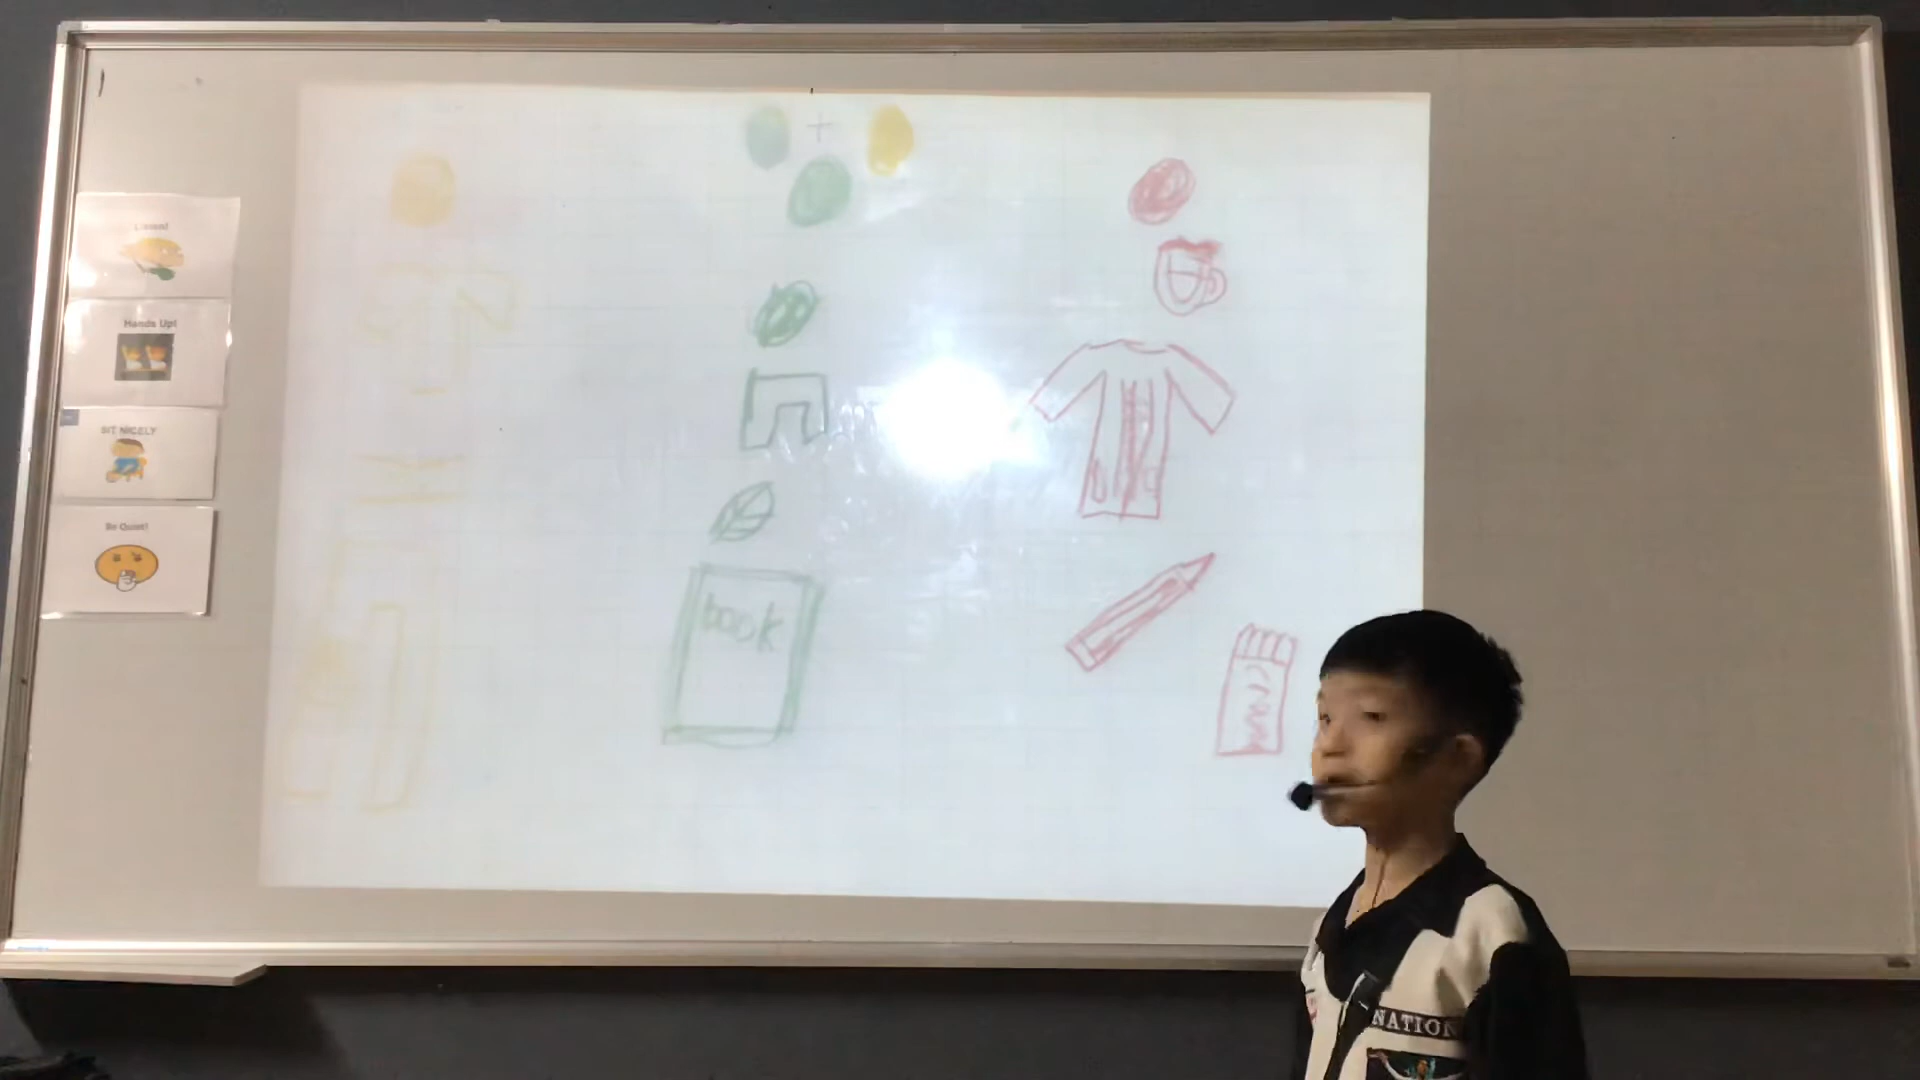 Listen!
Hands Up!
SIT NICELY
Be Quiet!
book
NATION